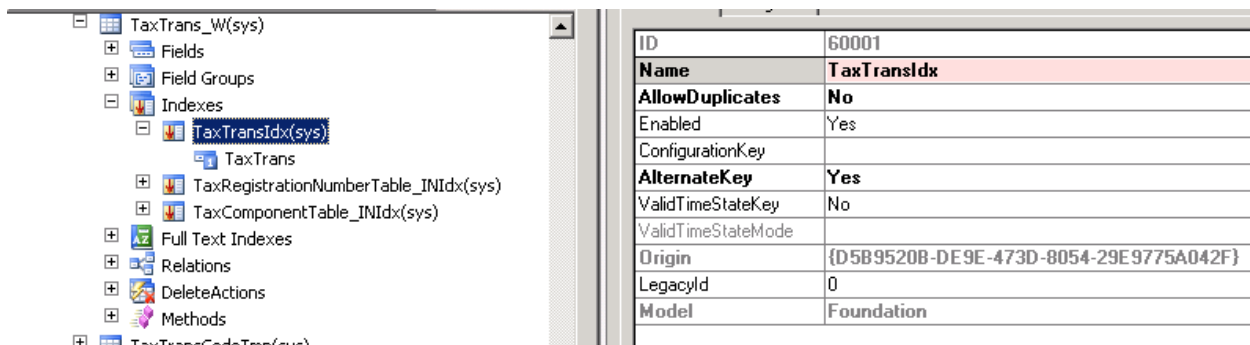 TaxTrans_W(sys)
Fields
Field Groups
Indexes
TaxTransIdx(sys)
TaxTrans
TaxRegistrationNumberTable_INIdx(sys)
TaxComponentTable_INIdx(sys)
Full Text Indexes
Relations
DeleteActions
Methods
TaxTransCodeTmp(sys)
ID 60001
Name TaxTransIdx
AllowDuplicates No
Enabled Yes
ConfigurationKey
AlternateKey Yes
ValidTimeStateKey No
ValidTimeStateMode
Origin {D5B9520B-DE9E-473D-8054-29E9775A042F}
LegacyId 0
Model Foundation